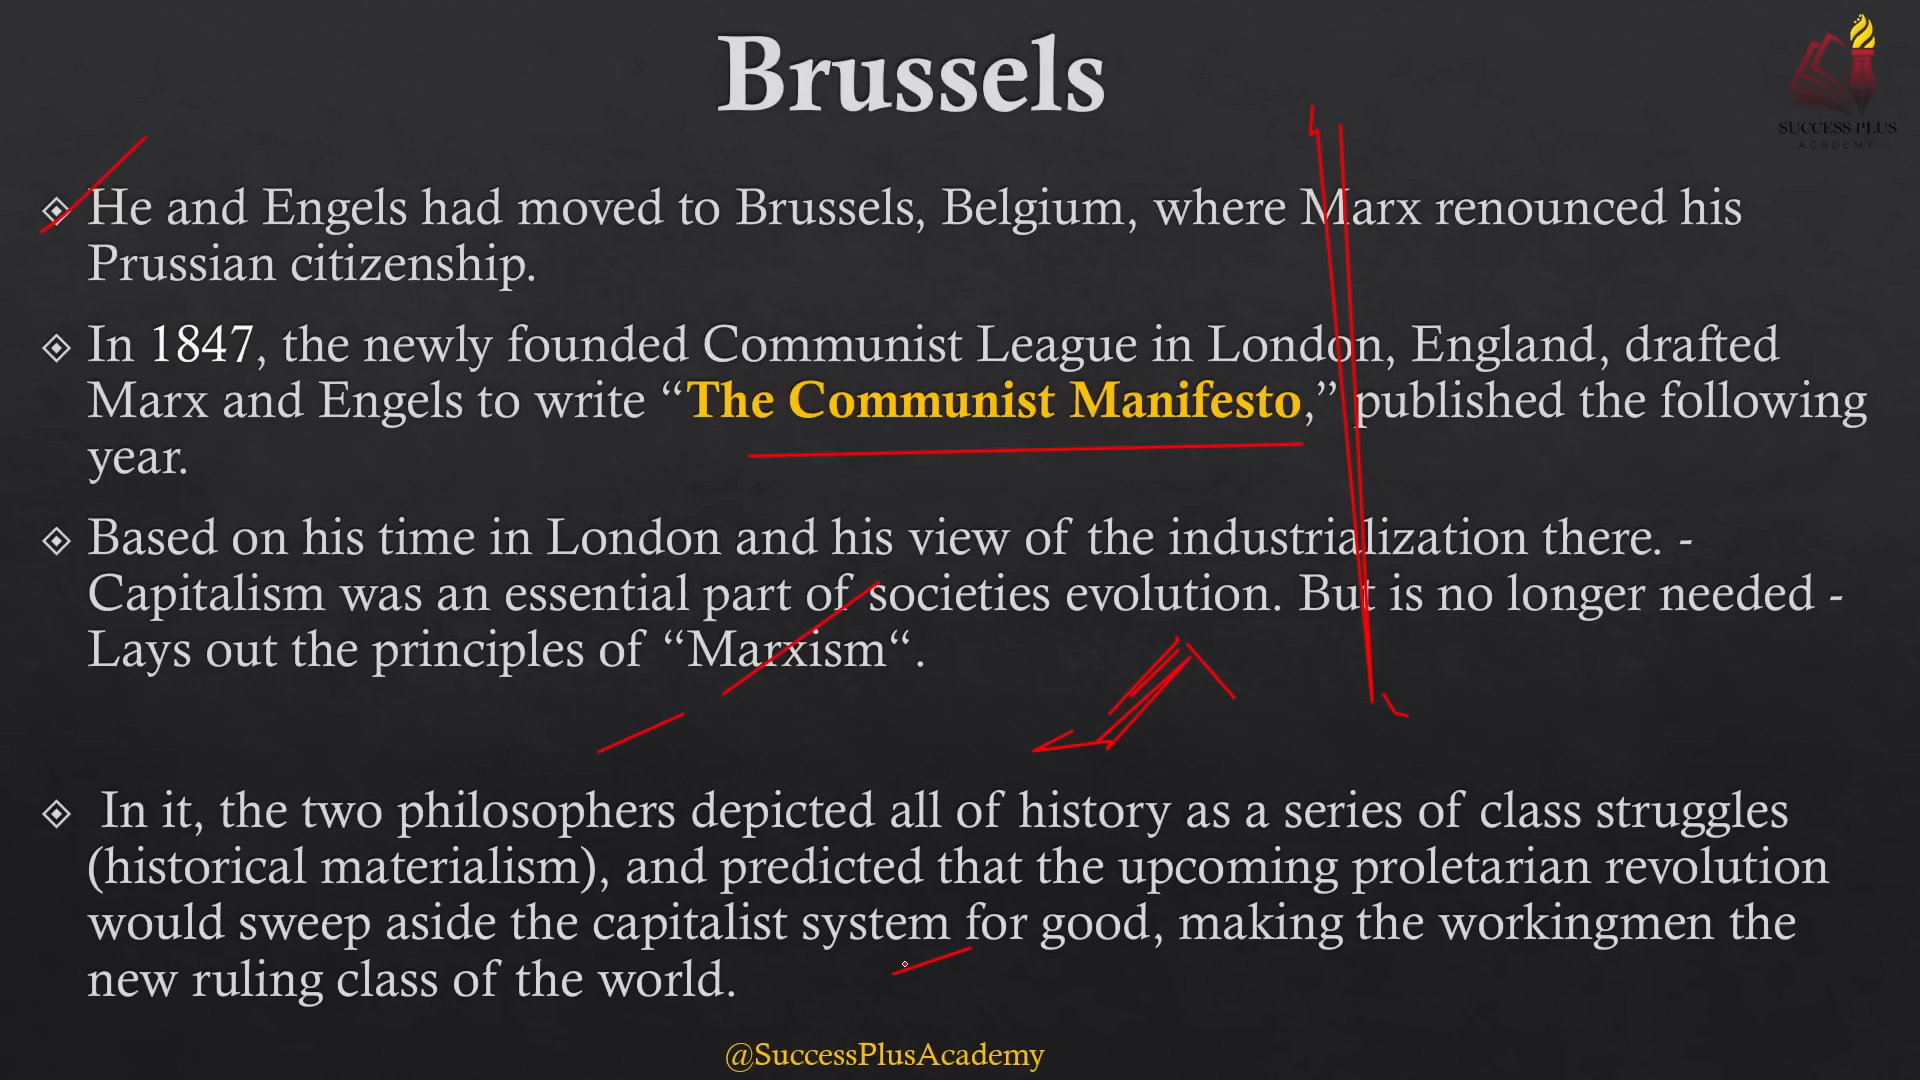 Brussels
SUCCESS PLUS
ACADEMY
He and Engels had moved to Brussels, Belgium, where Marx renounced his
Prussian citizenship.
In 1847, the newly founded Communist League in London, England, drafted
Marx and Engels to write “The Communist Manifesto,” published the following
year.
Based on his time in London and his view of the industrialization there. -
Capitalism was an essential part of societies evolution. But is no longer needed -
Lays out the principles of “Marxism“.
In it, the two philosophers depicted all of history as a series of class struggles
(historical materialism), and predicted that the upcoming proletarian revolution
would sweep aside the capitalist system for good, making the workingmen the
new ruling class of the world.
@SuccessPlusAcademy